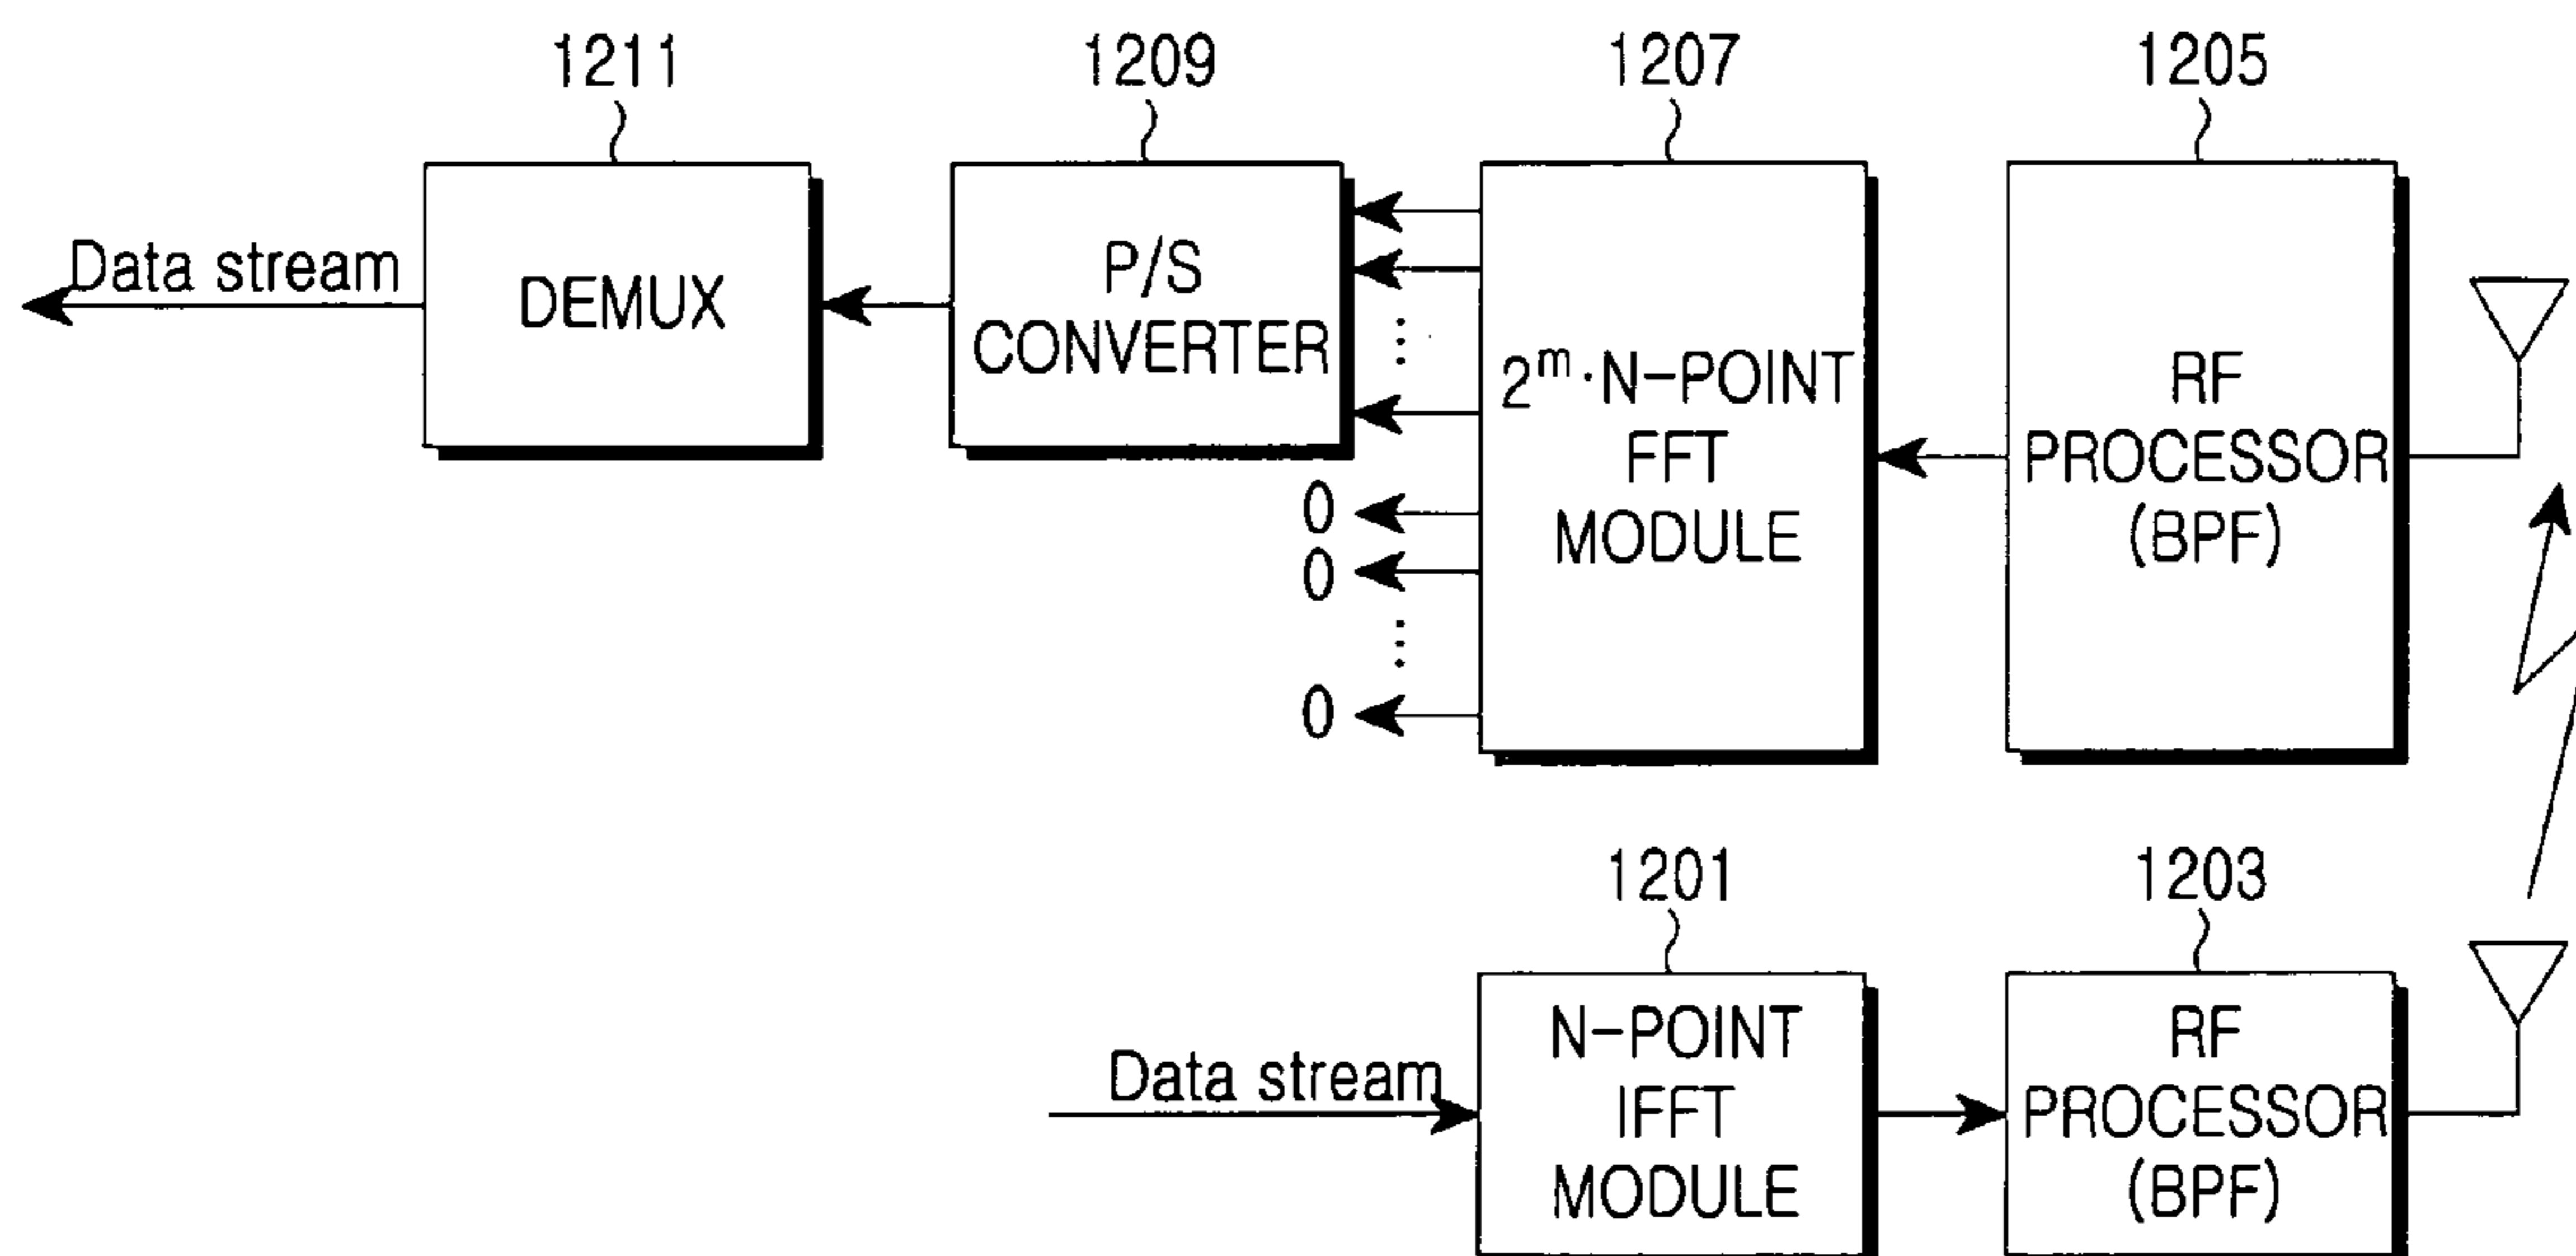 1211
1209
1207
1205
Data stream
DEMUX
P/S
CONVERTER
2^m·N-POINT
FFT
MODULE
RF
PROCESSOR
(BPF)
0
0
0
1201
1203
Data stream
N-POINT
IFFT
MODULE
RF
PROCESSOR
(BPF)